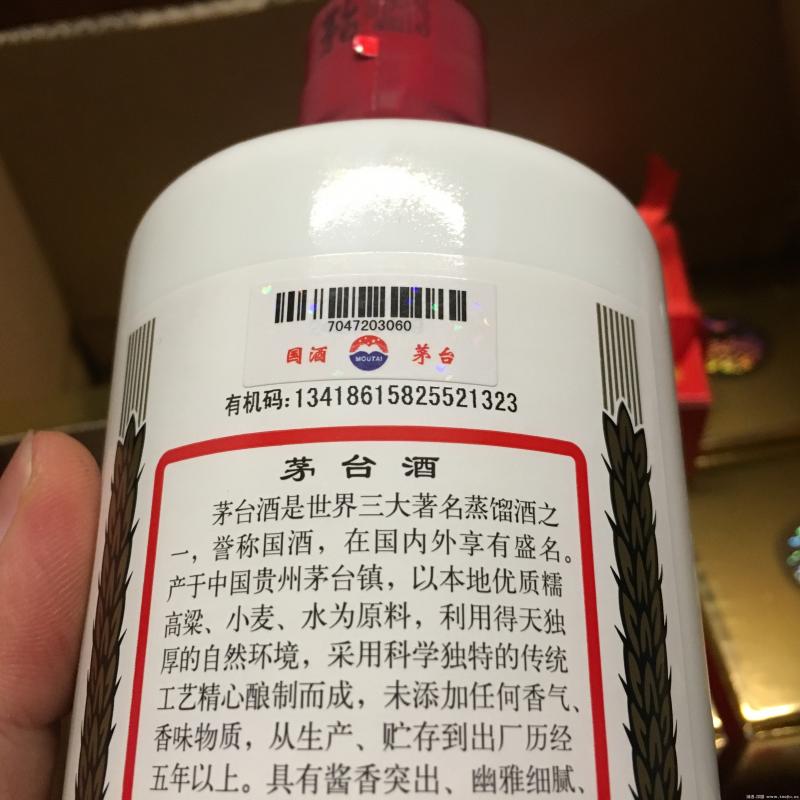 7047203060
国酒 MOUTAI 茅台
有机码:13418615825521323
茅台酒
茅台酒是世界三大著名蒸馏酒之
一，誉称国酒，在国内外享有盛名。
产于中国贵州茅台镇，以本地优质糯
高粱、小麦、水为原料，利用得天独
厚的自然环境，采用科学独特的传统
工艺精心酿制而成，未添加任何香气、
香味物质，从生产、贮存到出厂历经
五年以上。具有酱香突出、幽雅细腻、